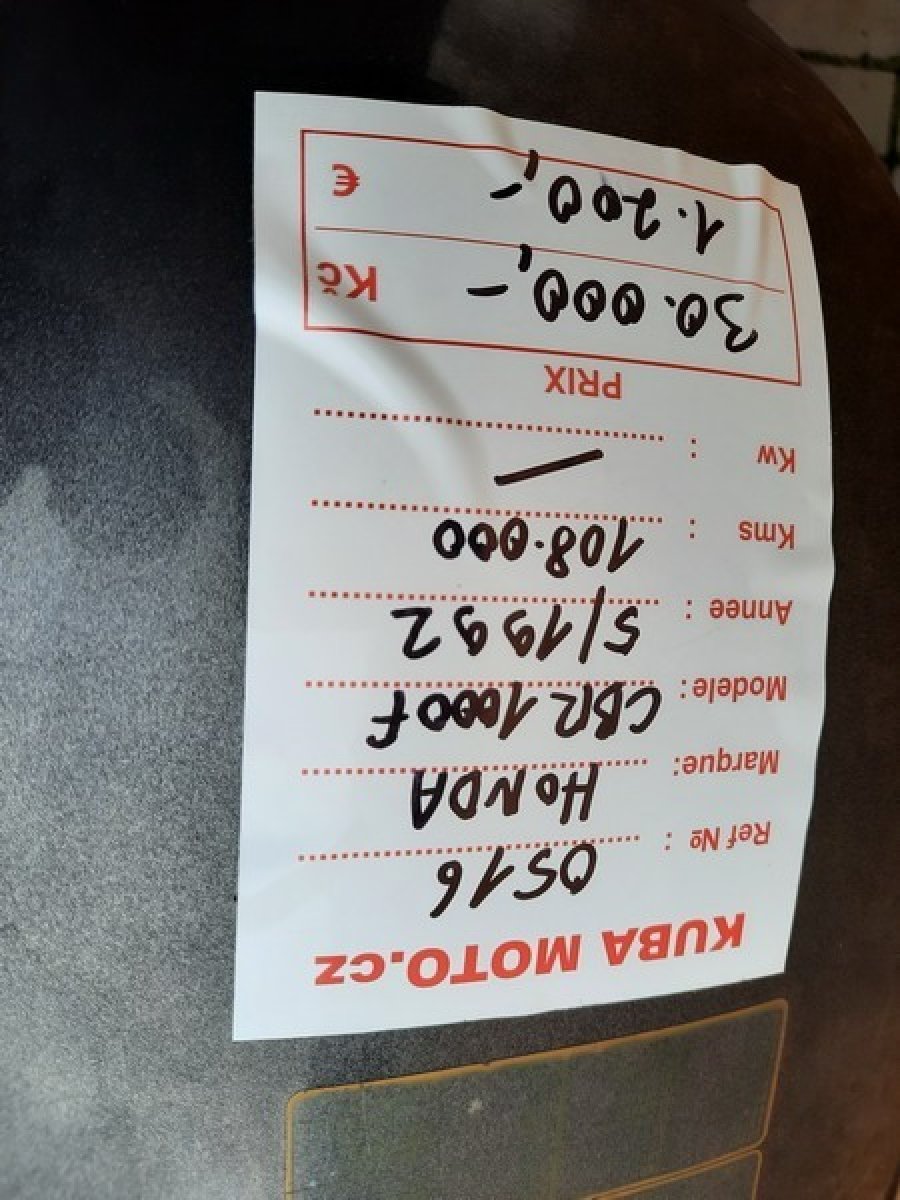 KUBA MOTO.cz
Ref № : 0516
Marque: HONDA
Modele: CBR 1000F
Annee : 5/1992
Kms : 108.000
Kw : —
PRIX
30.000,- Kč
1.200,- €